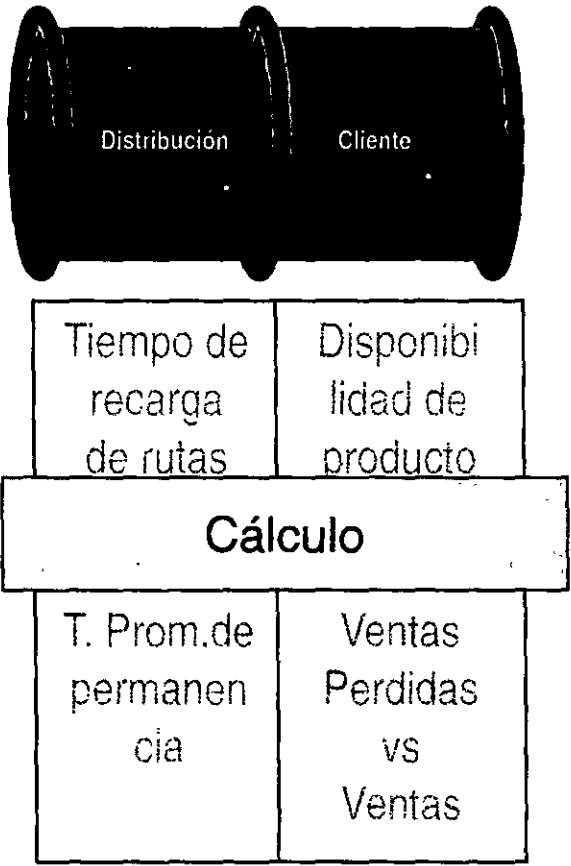 Distribución Cliente
Tiempo de
recarga
de rutas
Disponibi
lidad de
producto
Cálculo
T. Prom.de
permanen
cia
Ventas
Perdidas
vs
Ventas